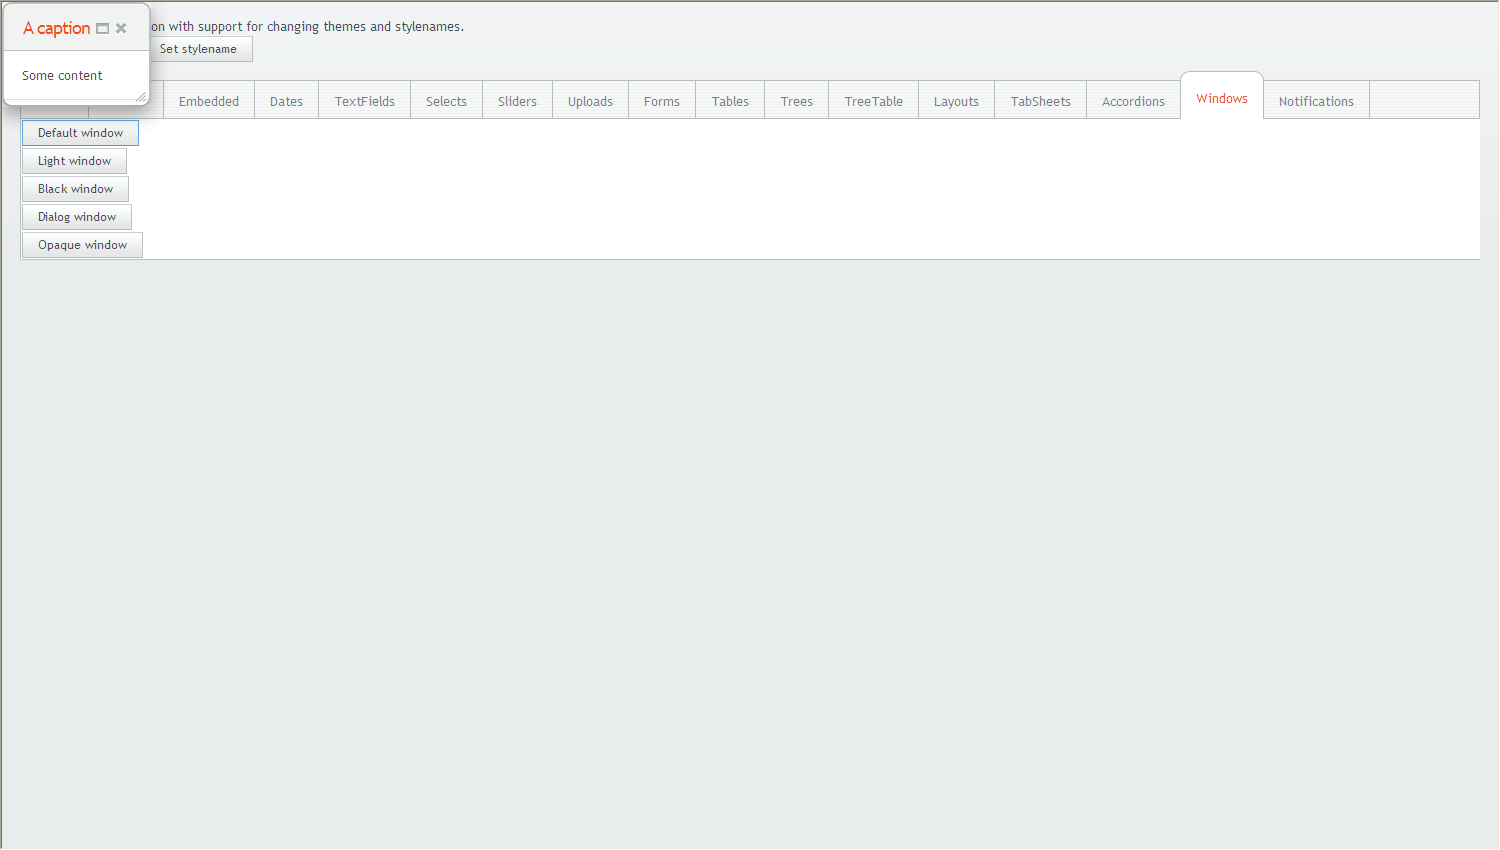 A caption
Some content
on with support for changing themes and stylenames.
Set stylename
Embedded Dates TextFields Selects Sliders Uploads Forms Tables Trees TreeTable Layouts TabSheets Accordions Windows Notifications
Default window
Light window
Black window
Dialog window
Opaque window